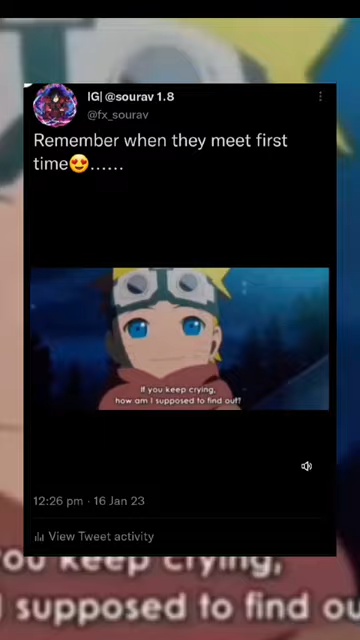 IG| @sourav 1.8
@fx_sourav
Remember when they meet first
time😍......
If you keep crying,
how am I supposed to find out?
12:26 pm · 16 Jan 23
View Tweet activity
you keep crying,
I supposed to find ou